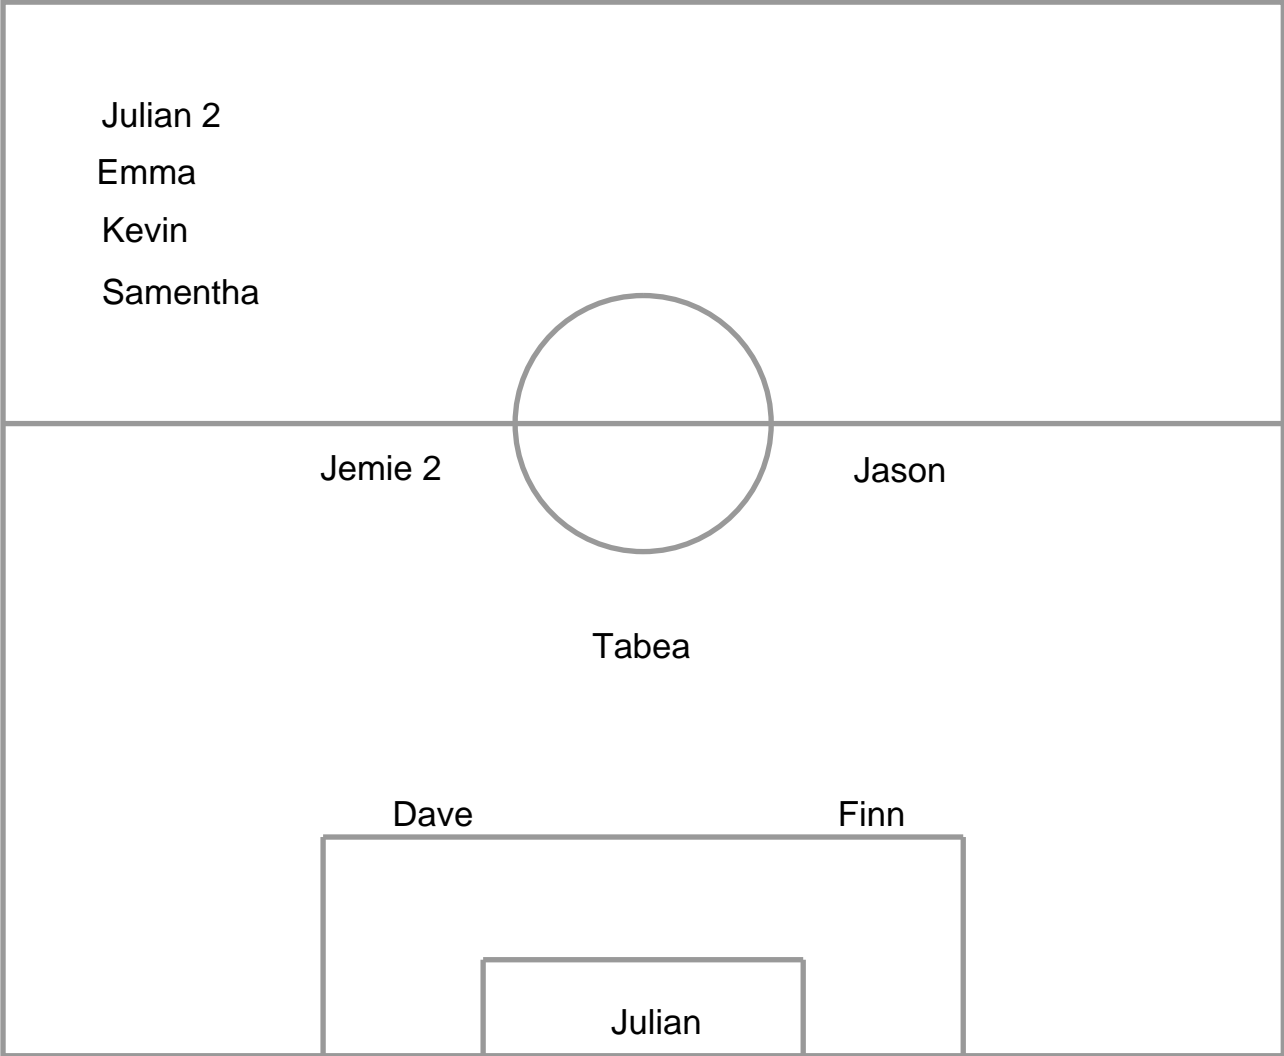 Julian 2
Emma
Kevin
Samentha
Jemie 2
Jason
Tabea
Dave
Finn
Julian